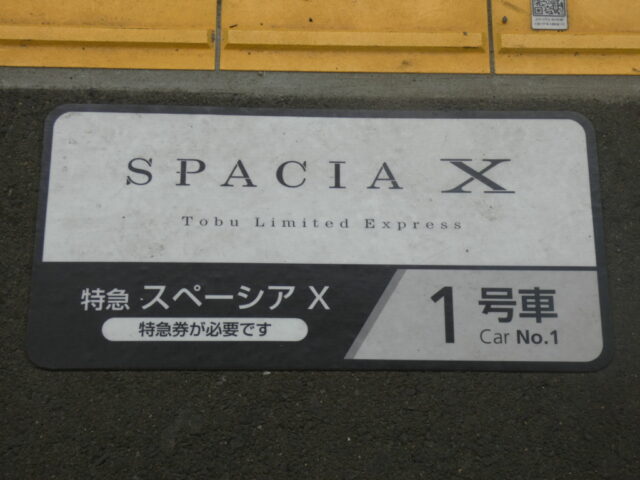 SPACIA X
Tobu Limited Express
特急 スペーシア X
特急券が必要です
1号車
Car No.1